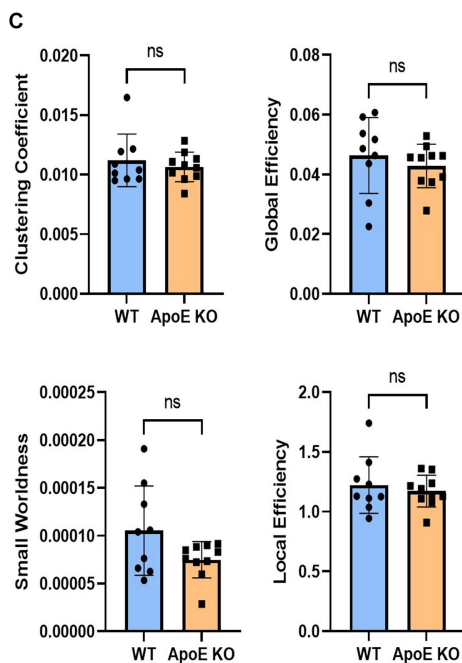 C
Clustering Coefficient
0.020
0.015
0.010
0.005
0.000
ns
WT ApoE KO
Global Efficiency
0.08
0.06
0.04
0.02
0.00
ns
WT ApoE KO
Small Worldness
0.00025
0.00020
0.00015
0.00010
0.00005
0.00000
ns
WT ApoE KO
Local Efficiency
2.0
1.5
1.0
0.5
0.0
ns
WT ApoE KO